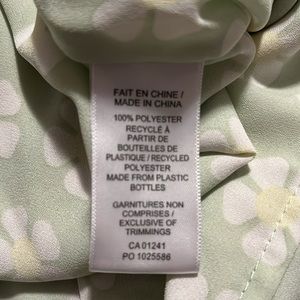 FAIT EN CHINE /
MADE IN CHINA
100% POLYESTER
RECYCLÉ À
PARTIR DE
BOUTEILLES DE
PLASTIQUE / RECYCLED
POLYESTER
MADE FROM PLASTIC
BOTTLES
GARNITURES NON
COMPRISES /
EXCLUSIVE OF
TRIMMINGS
CA 01241
PO 1025586